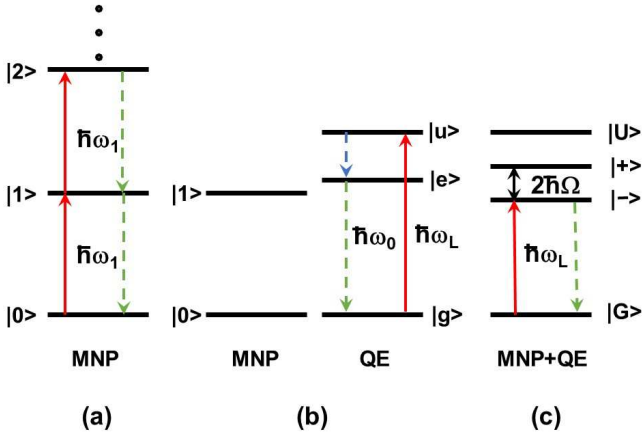 |2>
ħω1
|1>
ħω1
|0>
MNP
(a)
|1>
|0>
MNP
|u>
|e>
ħω0
ħωL
|g>
QE
(b)
|U>
|+>
2ħΩ
|−>
ħωL
|G>
MNP+QE
(c)